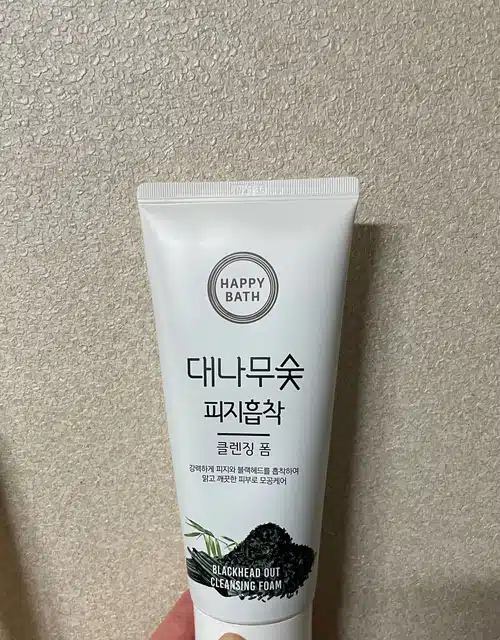 HAPPY
BATH
대나무숯
피지흡착
클렌징 폼
강력하게 피지와 블랙헤드를 흡착하여
맑고 깨끗한 피부로 모공케어
BLACKHEAD OUT
CLEANSING FOAM